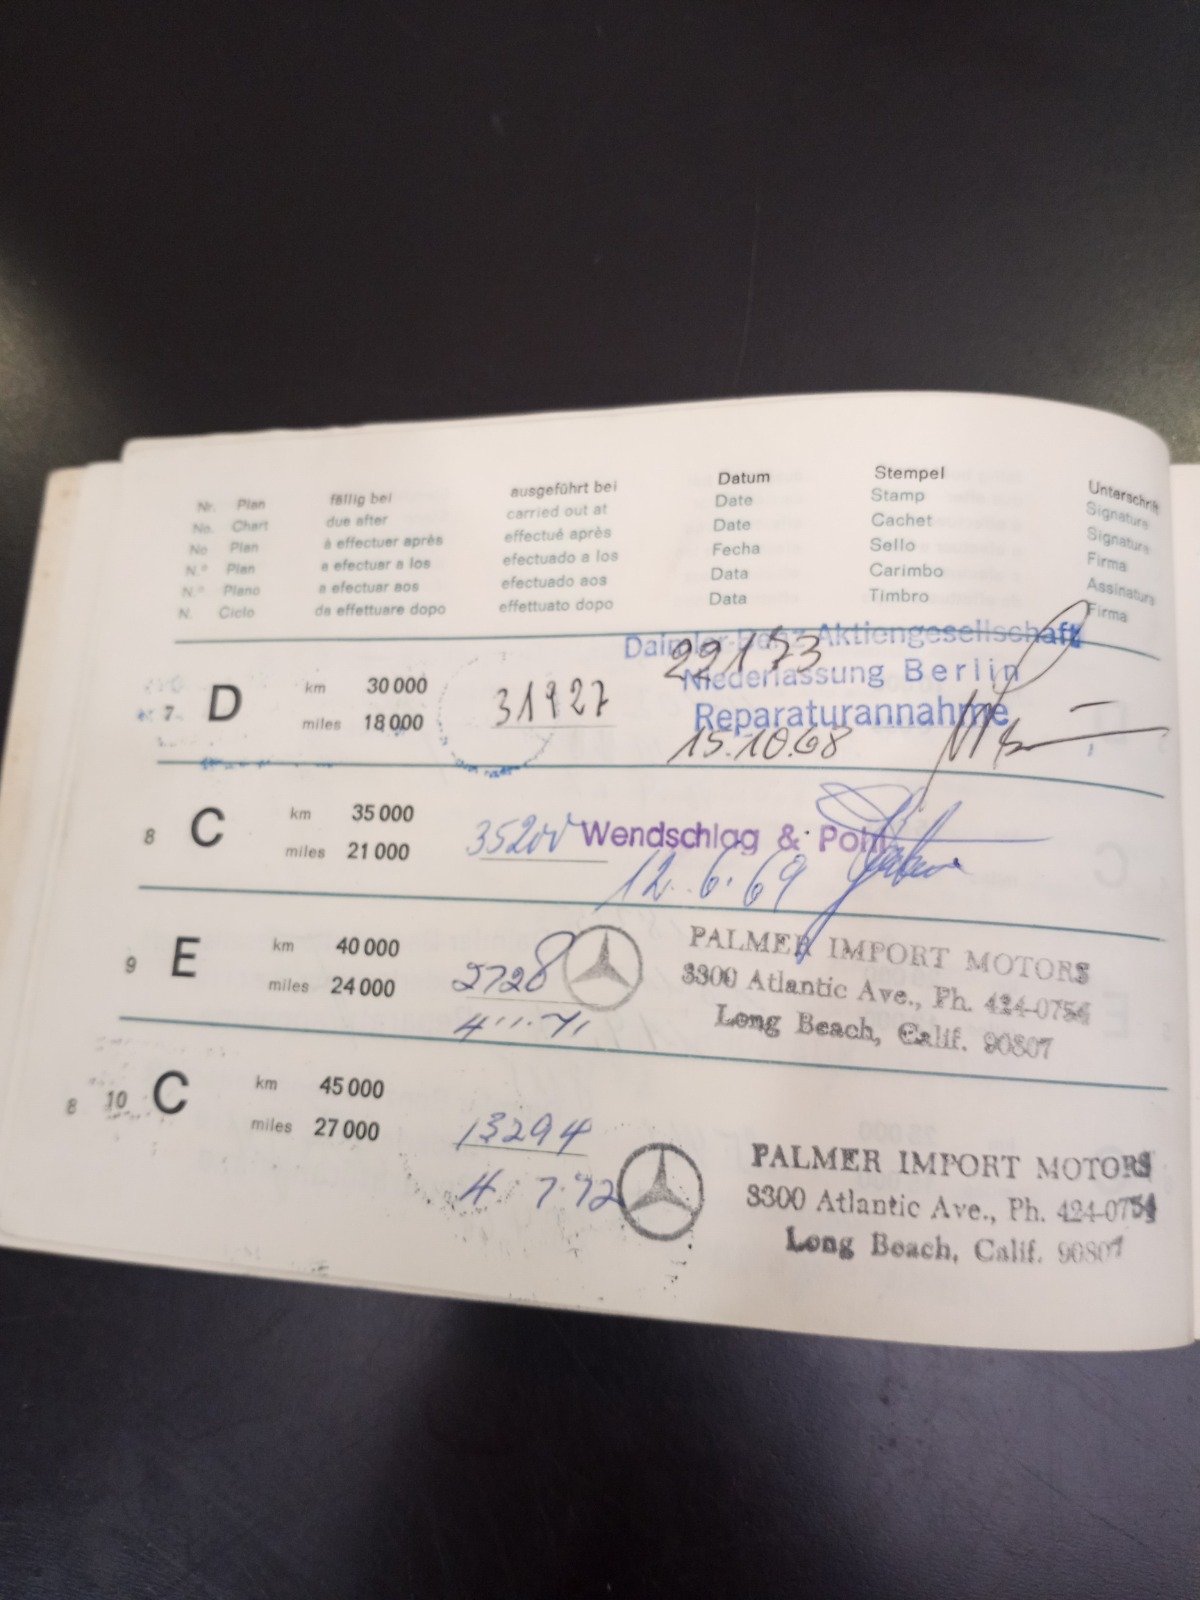 Nr. Plan fällig bei ausgeführt bei Datum Stempel Unterschrift
No. Chart due after carried out at Date Stamp Signature
No Plan à effectuer après effectué après Date Cachet Signature
N.° Plan a efectuar a los efectuado a los Fecha Sello Firma
N.° Plano a efectuar aos efectuado aos Data Carimbo Assinatura
N. Ciclo da effettuare dopo effettuato dopo Data Timbro Firma
Daimler-Benz Aktiengesellschaft
Niederlassung Berlin
Reparaturannahme
7 D km 30 000 miles 18 000 31927
15.10.68
8 C km 35 000 miles 21 000 35200 Wendschlag & Pohl
12.6.69
9 E km 40 000 miles 24 000 2728
PALMER IMPORT MOTORS
3300 Atlantic Ave., Ph. 424-0754
Long Beach, Calif. 90807
8 10 C km 45 000 miles 27 000 13294
4 7.72
PALMER IMPORT MOTORS
3300 Atlantic Ave., Ph. 424-0754
Long Beach, Calif. 90807